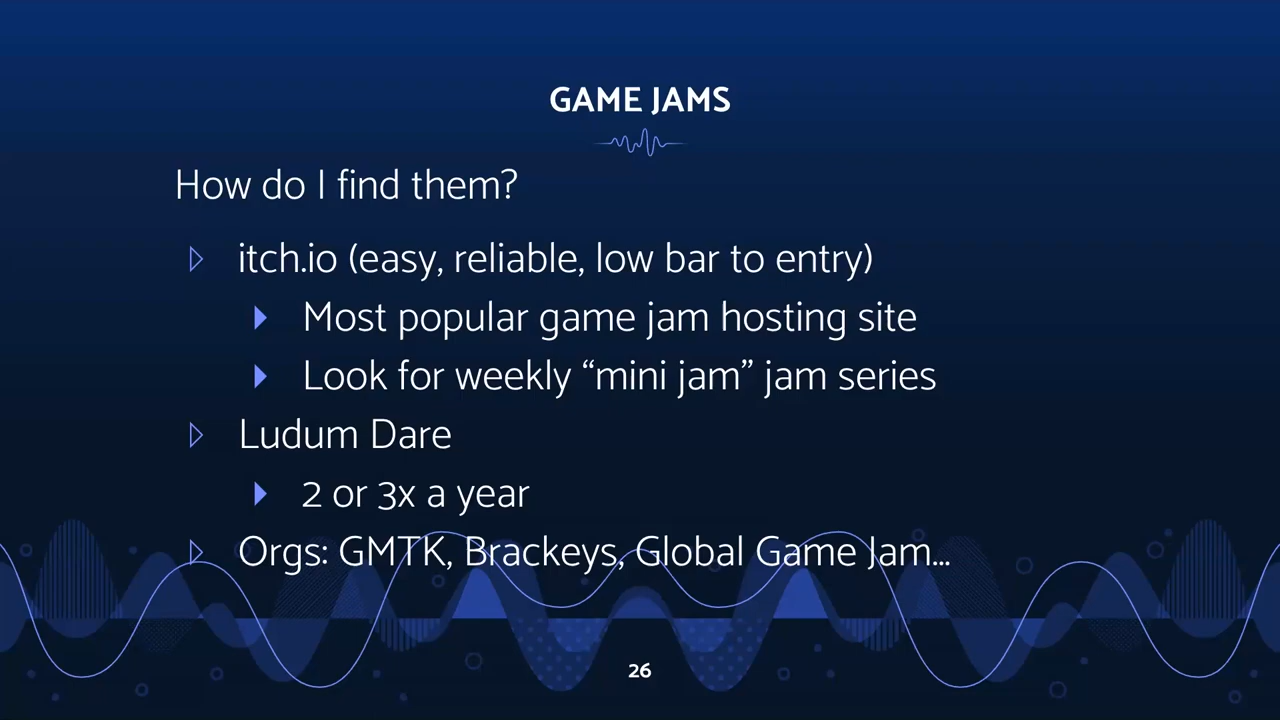 GAME JAMS
How do I find them?
itch.io (easy, reliable, low bar to entry)
Most popular game jam hosting site
Look for weekly “mini jam” jam series
Ludum Dare
2 or 3x a year
Orgs: GMTK, Brackeys, Global Game Jam...
26